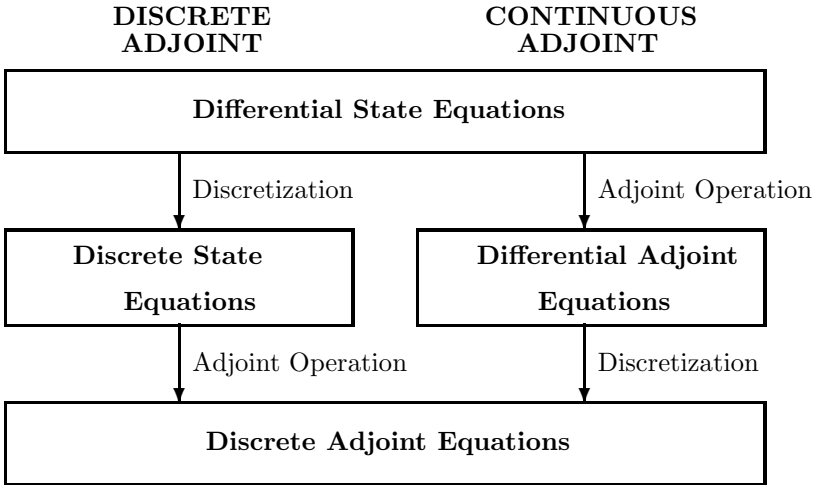 DISCRETE
ADJOINT
CONTINUOUS
ADJOINT
Differential State Equations
Discretization
Adjoint Operation
Discrete State
Equations
Differential Adjoint
Equations
Adjoint Operation
Discretization
Discrete Adjoint Equations